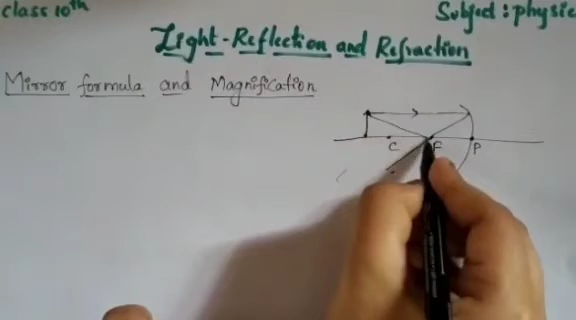 Class 10th
Subject: physic
Light-Reflection and Refraction
Mirror formula and Magnification
C F P